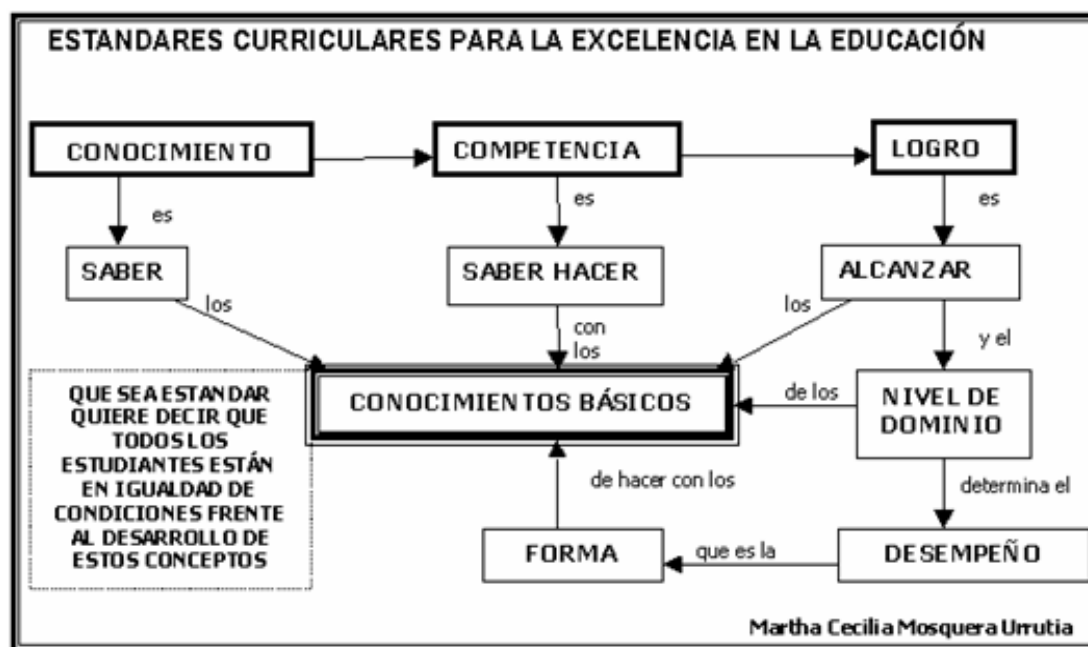 ESTANDARES CURRICULARES PARA LA EXCELENCIA EN LA EDUCACIÓN
CONOCIMIENTO
COMPETENCIA
LOGRO
es
es
es
SABER
SABER HACER
ALCANZAR
los
con
los
los
y el
QUE SEA ESTANDAR
QUIERE DECIR QUE
TODOS LOS
ESTUDIANTES ESTÁN
EN IGUALDAD DE
CONDICIONES FRENTE
AL DESARROLLO DE
ESTOS CONCEPTOS
CONOCIMIENTOS BÁSICOS
de los
NIVEL DE
DOMINIO
de hacer con los
determina el
FORMA
que es la
DESEMPEÑO
Martha Cecilia Mosquera Urrutia